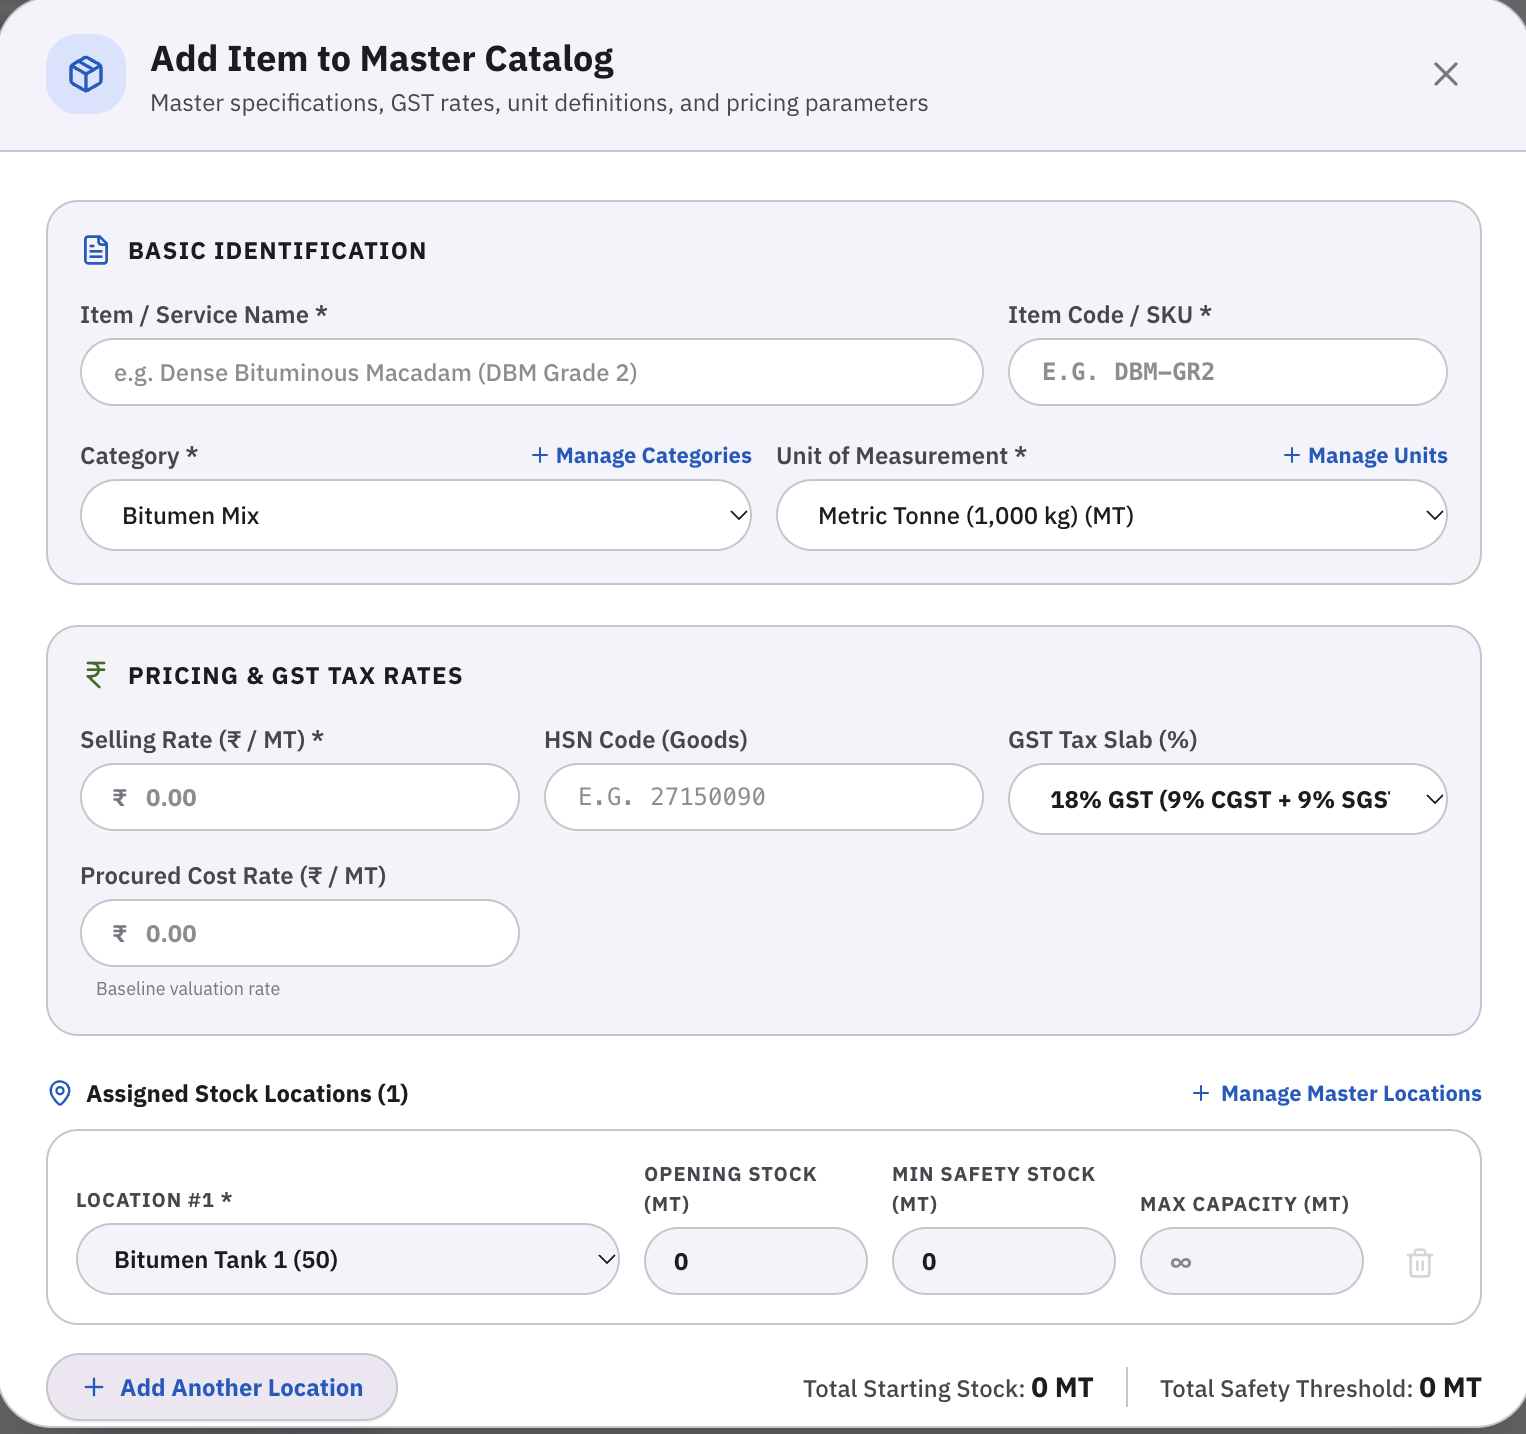 Add Item to Master Catalog
Master specifications, GST rates, unit definitions, and pricing parameters
BASIC IDENTIFICATION
Item / Service Name *
Item Code / SKU *
e.g. Dense Bituminous Macadam (DBM Grade 2)
E.G. DBM-GR2
Category *
+ Manage Categories
Unit of Measurement *
+ Manage Units
Bitumen Mix
Metric Tonne (1,000 kg) (MT)
₹ PRICING & GST TAX RATES
Selling Rate (₹ / MT) *
HSN Code (Goods)
GST Tax Slab (%)
₹ 0.00
E.G. 27150090
18% GST (9% CGST + 9% SGST
Procured Cost Rate (₹ / MT)
₹ 0.00
Baseline valuation rate
Assigned Stock Locations (1)
+ Manage Master Locations
LOCATION #1 *
OPENING STOCK
(MT)
MIN SAFETY STOCK
(MT)
MAX CAPACITY (MT)
Bitumen Tank 1 (50)
0
0
∞
+ Add Another Location
Total Starting Stock: 0 MT
Total Safety Threshold: 0 MT